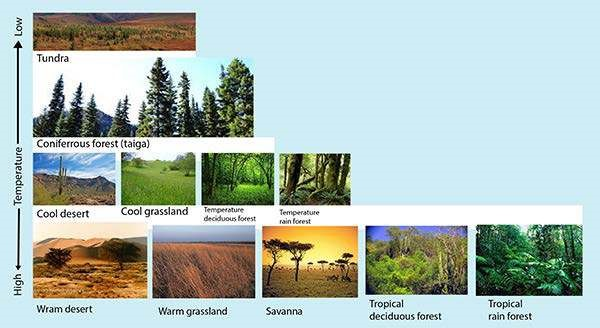 Low
Temperature
High
Tundra
Coniferrous forest (taiga)
Cool desert
Cool grassland
Temperature
deciduous forest
Temperature
rain forest
Wram desert
Warm grassland
Savanna
Tropical
deciduous forest
Tropical
rain forest